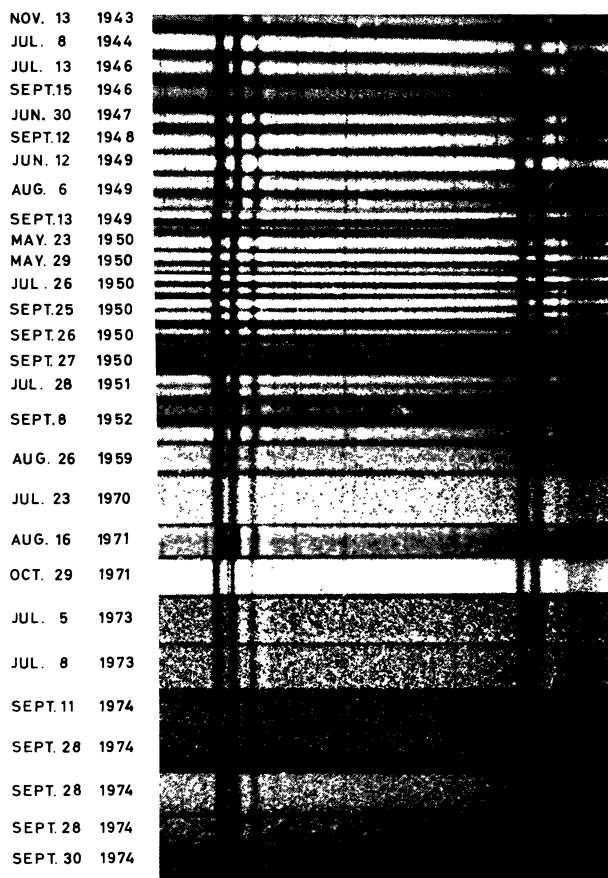 NOV. 13 1943
JUL. 8 1944
JUL. 13 1946
SEPT.15 1946
JUN. 30 1947
SEPT.12 1948
JUN. 12 1949
AUG. 6 1949
SEPT.13 1949
MAY. 23 1950
MAY. 29 1950
JUL. 26 1950
SEPT.25 1950
SEPT.26 1950
SEPT.27 1950
JUL. 28 1951
SEPT.8 1952
AUG. 26 1959
JUL. 23 1970
AUG. 16 1971
OCT. 29 1971
JUL. 5 1973
JUL. 8 1973
SEPT.11 1974
SEPT.28 1974
SEPT.28 1974
SEPT.28 1974
SEPT.30 1974